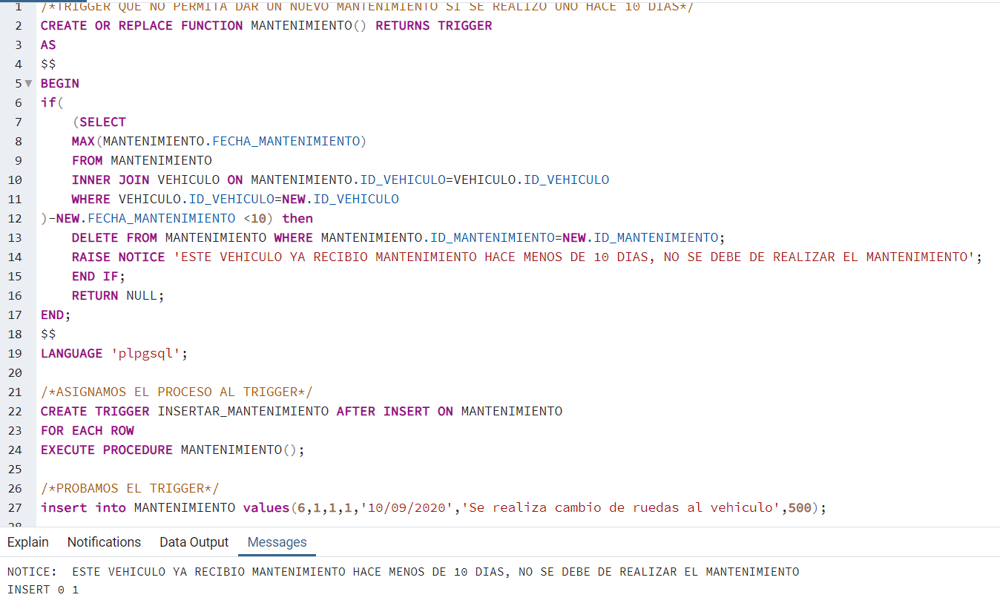 1 /*TRIGGER QUE NO PERMITA DAR UN NUEVO MANTENIMIENTO SI SE REALIZO UNO HACE 10 DIAS*/
2 CREATE OR REPLACE FUNCTION MANTENIMIENTO() RETURNS TRIGGER
3 AS
4 $$
5 BEGIN
6 if(
7 (SELECT
8 MAX(MANTENIMIENTO.FECHA_MANTENIMIENTO)
9 FROM MANTENIMIENTO
10 INNER JOIN VEHICULO ON MANTENIMIENTO.ID_VEHICULO=VEHICULO.ID_VEHICULO
11 WHERE VEHICULO.ID_VEHICULO=NEW.ID_VEHICULO
12 )-NEW.FECHA_MANTENIMIENTO <10) then
13 DELETE FROM MANTENIMIENTO WHERE MANTENIMIENTO.ID_MANTENIMIENTO=NEW.ID_MANTENIMIENTO;
14 RAISE NOTICE 'ESTE VEHICULO YA RECIBIO MANTENIMIENTO HACE MENOS DE 10 DIAS, NO SE DEBE DE REALIZAR EL MANTENIMIENTO';
15 END IF;
16 RETURN NULL;
17 END;
18 $$
19 LANGUAGE 'plpgsql';
20
21 /*ASIGNAMOS EL PROCESO AL TRIGGER*/
22 CREATE TRIGGER INSERTAR_MANTENIMIENTO AFTER INSERT ON MANTENIMIENTO
23 FOR EACH ROW
24 EXECUTE PROCEDURE MANTENIMIENTO();
25
26 /*PROBAMOS EL TRIGGER*/
27 insert into MANTENIMIENTO values(6,1,1,1,'10/09/2020','Se realiza cambio de ruedas al vehiculo',500);
28
Explain Notifications Data Output Messages
NOTICE: ESTE VEHICULO YA RECIBIO MANTENIMIENTO HACE MENOS DE 10 DIAS, NO SE DEBE DE REALIZAR EL MANTENIMIENTO
INSERT 0 1